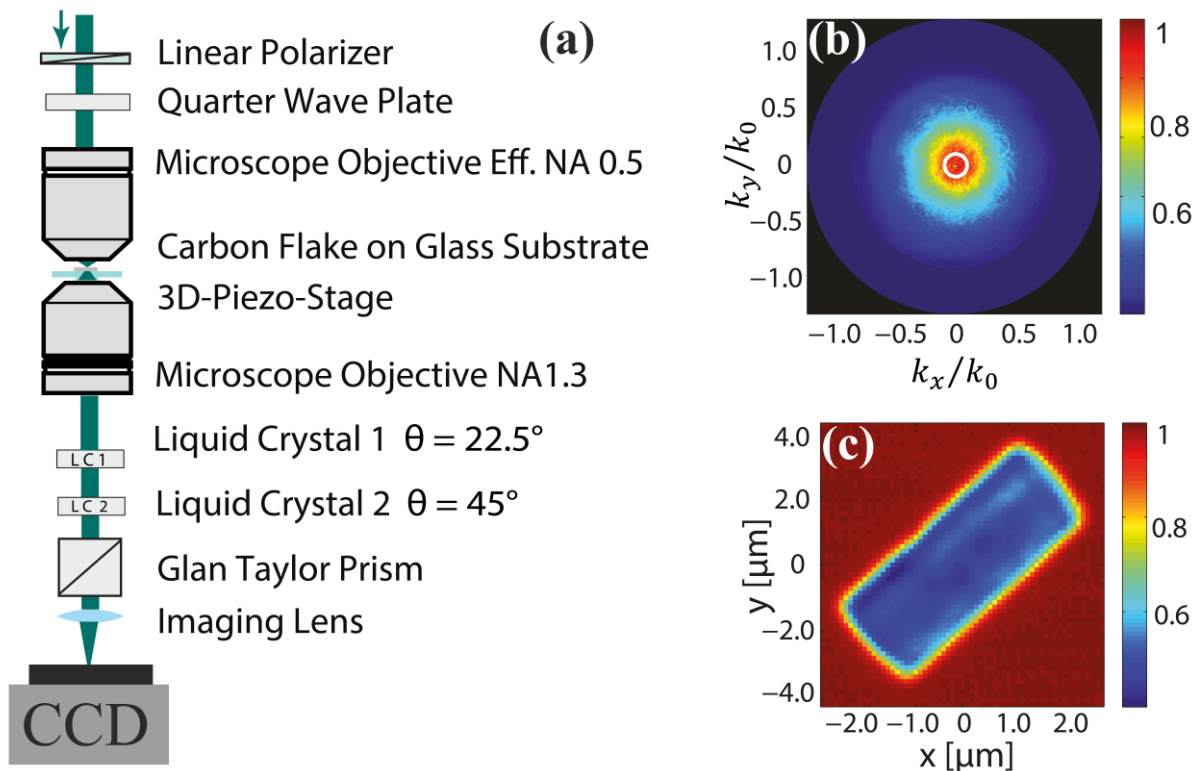 (a)
Linear Polarizer
Quarter Wave Plate
Microscope Objective Eff. NA 0.5
Carbon Flake on Glass Substrate
3D-Piezo-Stage
Microscope Objective NA1.3
Liquid Crystal 1 θ = 22.5°
LC1
Liquid Crystal 2 θ = 45°
LC2
Glan Taylor Prism
Imaging Lens
CCD
(b)
1.0
0.5
0
−0.5
−1.0
k_y/k_0
−1.0 −0.5 0 0.5 1.0
k_x/k_0
1
0.8
0.6
(c)
4.0
2.0
0
−2.0
−4.0
y [µm]
−2.0 −1.0 0 1.0 2.0
x [µm]
1
0.8
0.6